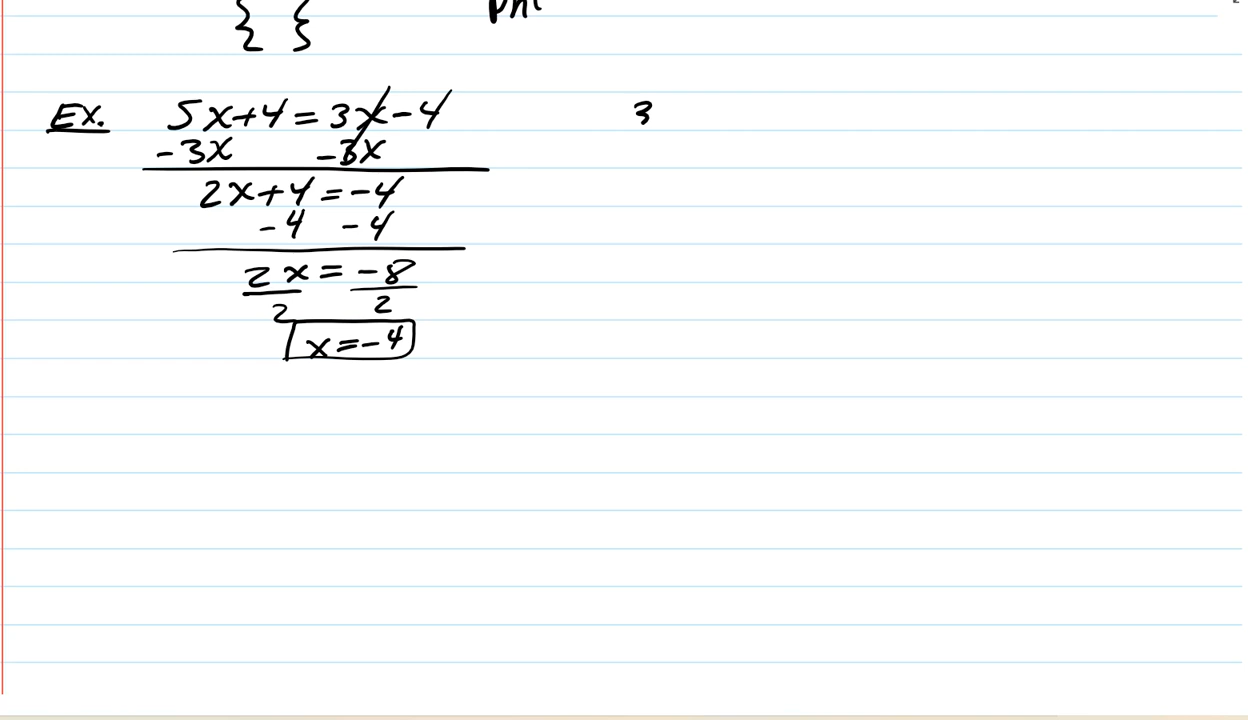 { }
EX. 5x+4=3x-4 3
-3x -3x
2x+4=-4
-4 -4
2x = -8
2 2
x=-4